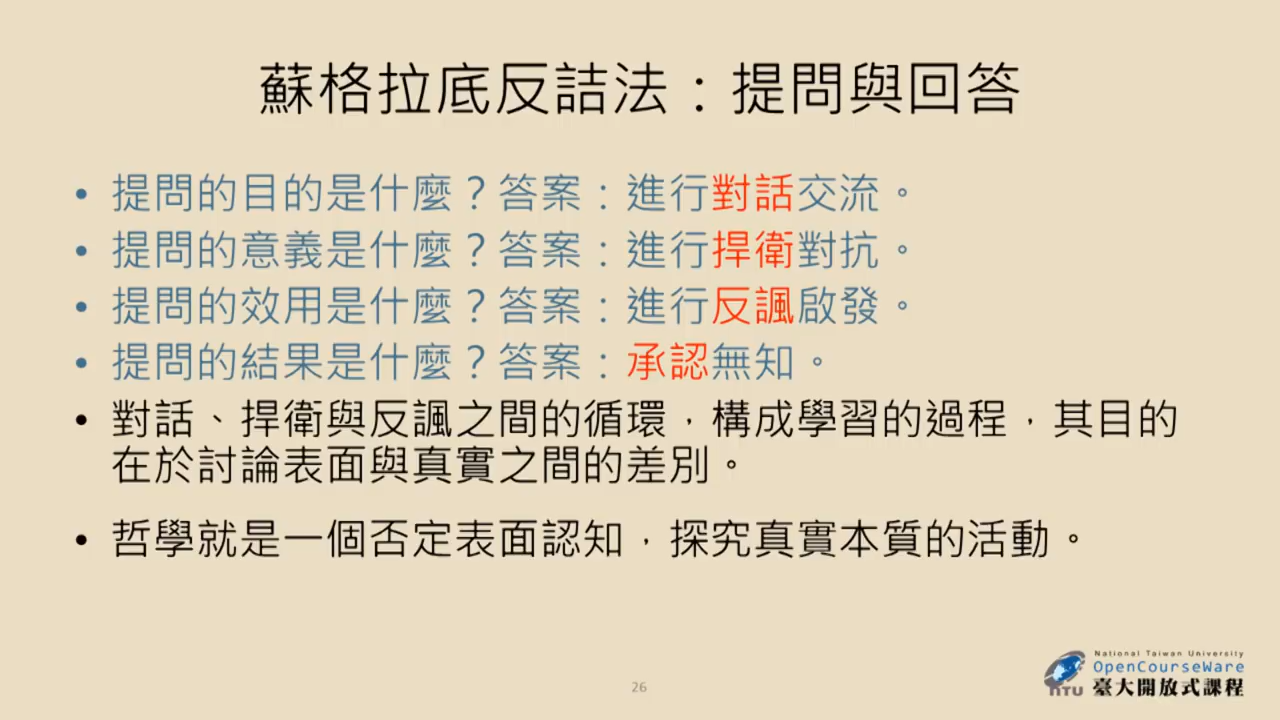 蘇格拉底反詰法：提問與回答
• 提問的目的是什麼？答案：進行對話交流。
• 提問的意義是什麼？答案：進行捍衛對抗。
• 提問的效用是什麼？答案：進行反諷啟發。
• 提問的結果是什麼？答案：承認無知。
• 對話、捍衛與反諷之間的循環，構成學習的過程，其目的
在於討論表面與真實之間的差別。
• 哲學就是一個否定表面認知，探究真實本質的活動。
26
National Taiwan University
OpenCourseWare
NTU 臺大開放式課程